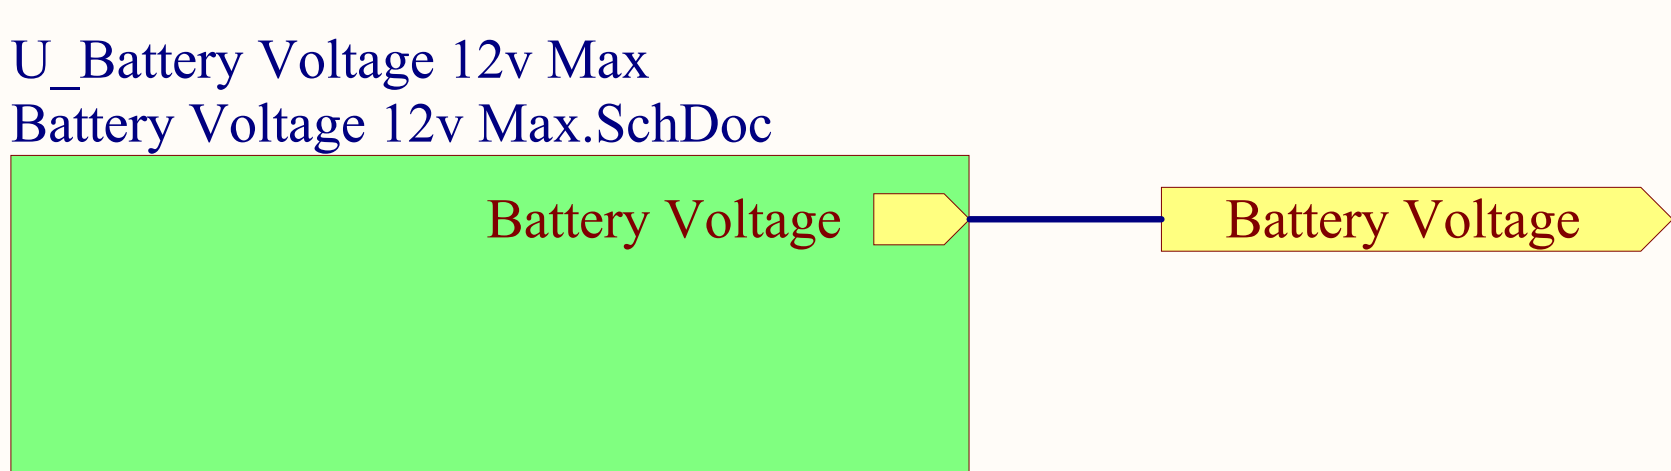 U_Battery Voltage 12v Max
Battery Voltage 12v Max.SchDoc
Battery Voltage
Battery Voltage